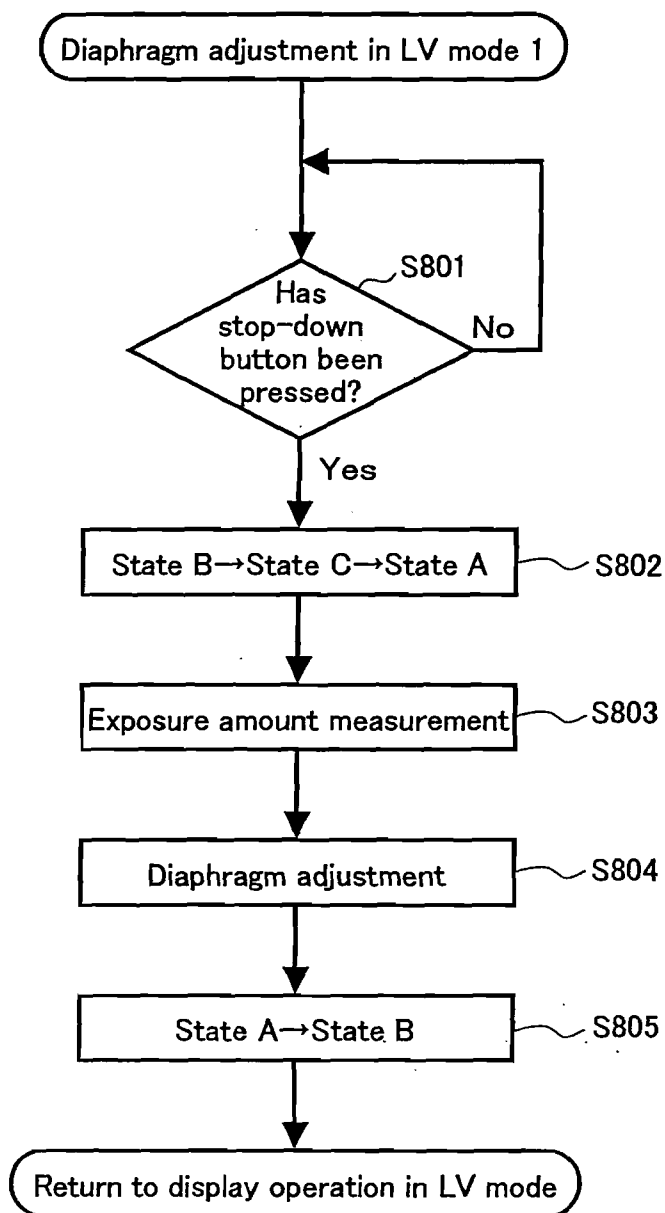 Diaphragm adjustment in LV mode 1
S801
Has
stop-down
button been
pressed?
No
Yes
State B→State C→State A
S802
Exposure amount measurement
S803
Diaphragm adjustment
S804
State A→State B
S805
Return to display operation in LV mode